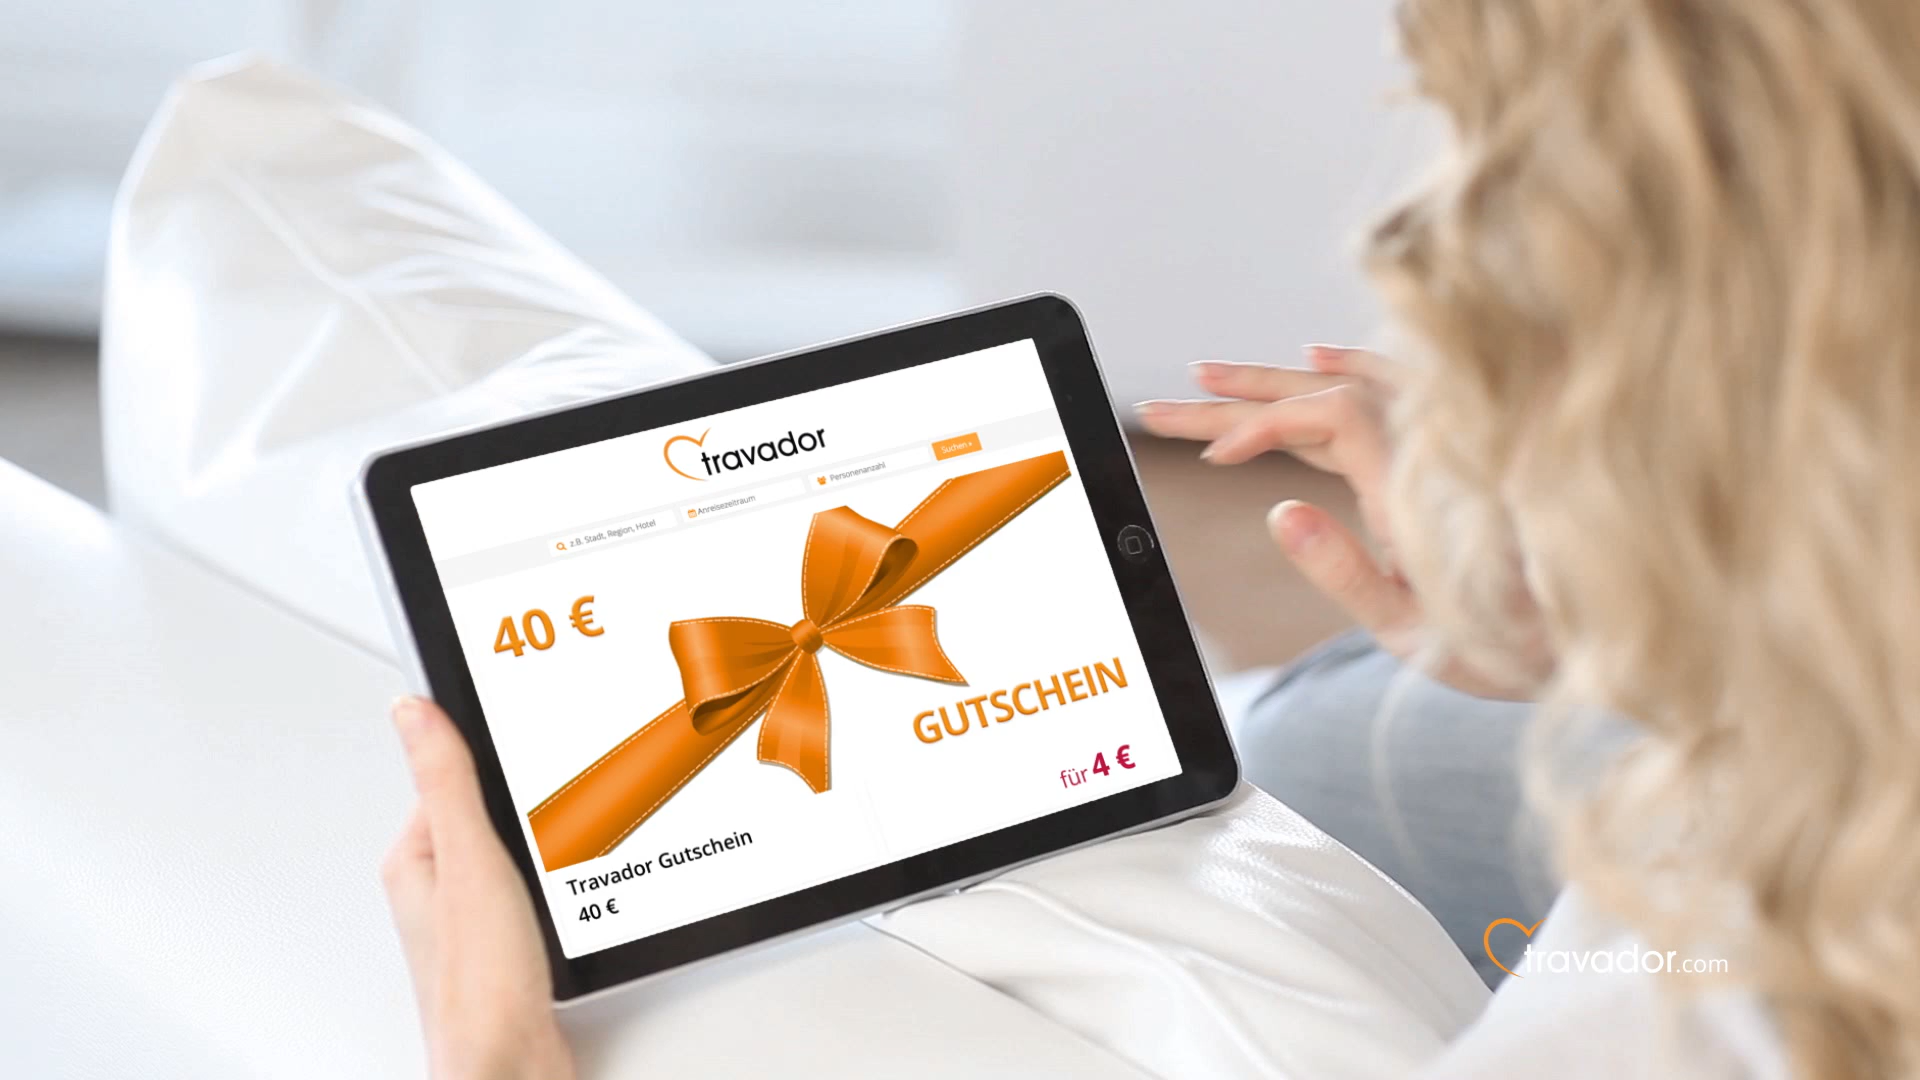 travador
z.B. Stadt, Region, Hotel
Anreisezeitraum
Personenanzahl
Suchen »
40 €
GUTSCHEIN
für 4 €
Travador Gutschein
40 €
travador.com